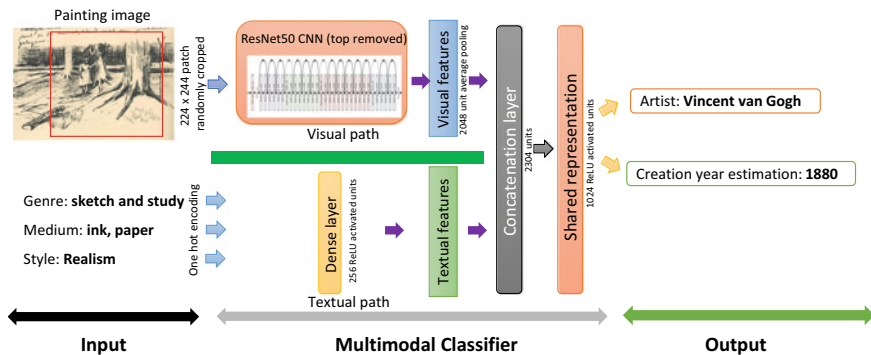 Painting image
224 x 244 patch
randomly cropped
ResNet50 CNN (top removed)
Visual path
Visual features
2048 unit average pooling
Genre: sketch and study
Medium: ink, paper
Style: Realism
One hot encoding
Dense layer
256 ReLU activated units
Textual path
Textual features
Concatenation layer
2304 units
Shared representation
1024 ReLU activated units
Artist: Vincent van Gogh
Creation year estimation: 1880
Input
Multimodal Classifier
Output